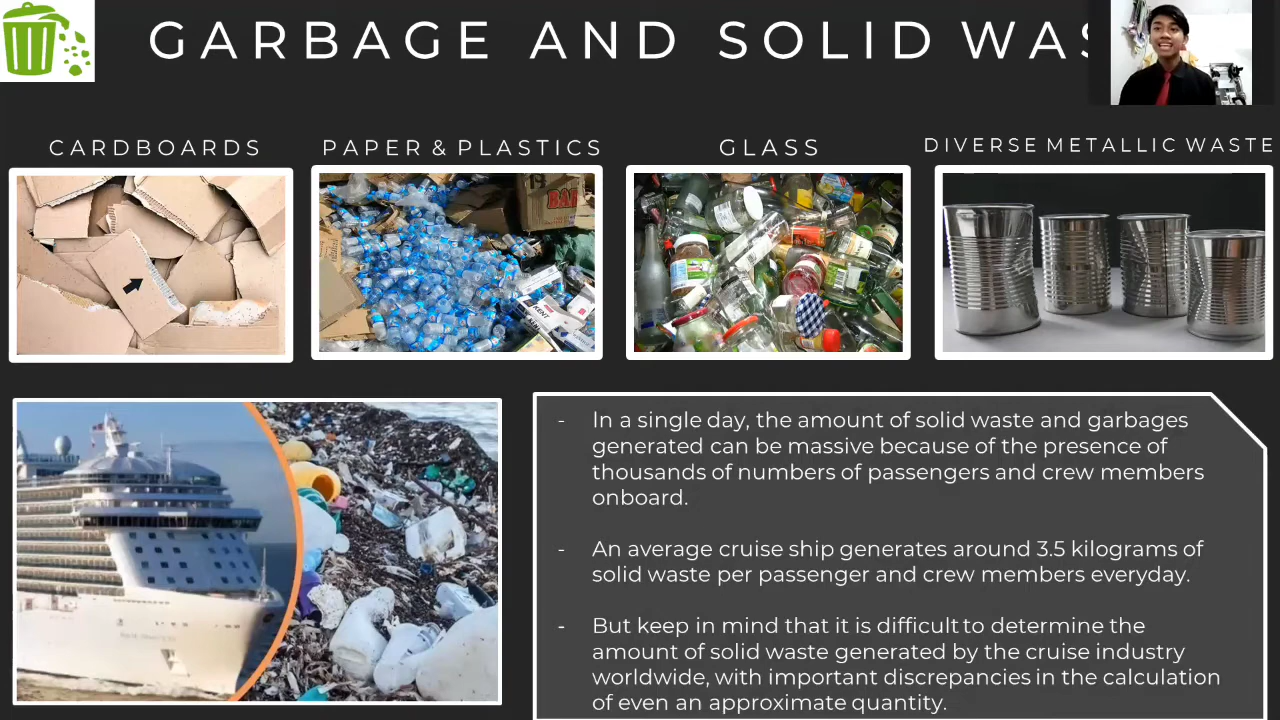 GARBAGE AND SOLID WAS
CARDBOARDS
PAPER & PLASTICS
GLASS
DIVERSE METALLIC WASTE
BAI
KENT
- In a single day, the amount of solid waste and garbages
generated can be massive because of the presence of
thousands of numbers of passengers and crew members
onboard.
- An average cruise ship generates around 3.5 kilograms of
solid waste per passenger and crew members everyday.
- But keep in mind that it is difficult to determine the
amount of solid waste generated by the cruise industry
worldwide, with important discrepancies in the calculation
of even an approximate quantity.